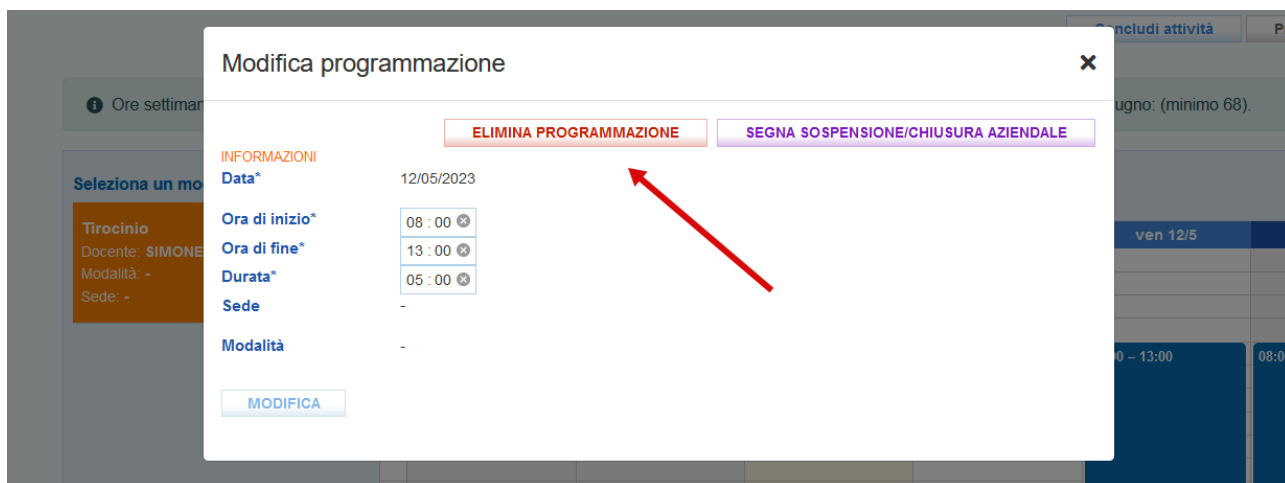 ncludi attività
Modifica programmazione
Ore settiman
ugno: (minimo 68).
ELIMINA PROGRAMMAZIONE
SEGNA SOSPENSIONE/CHIUSURA AZIENDALE
INFORMAZIONI
Data* 12/05/2023
Seleziona un mo
Ora di inizio* 08 : 00
Tirocinio
ven 12/5
Ora di fine* 13 : 00
Docente: SIMONE
Modalità: -
Durata* 05 : 00
Sede: -
Sede -
Modalità -
0 – 13:00
08:0
MODIFICA